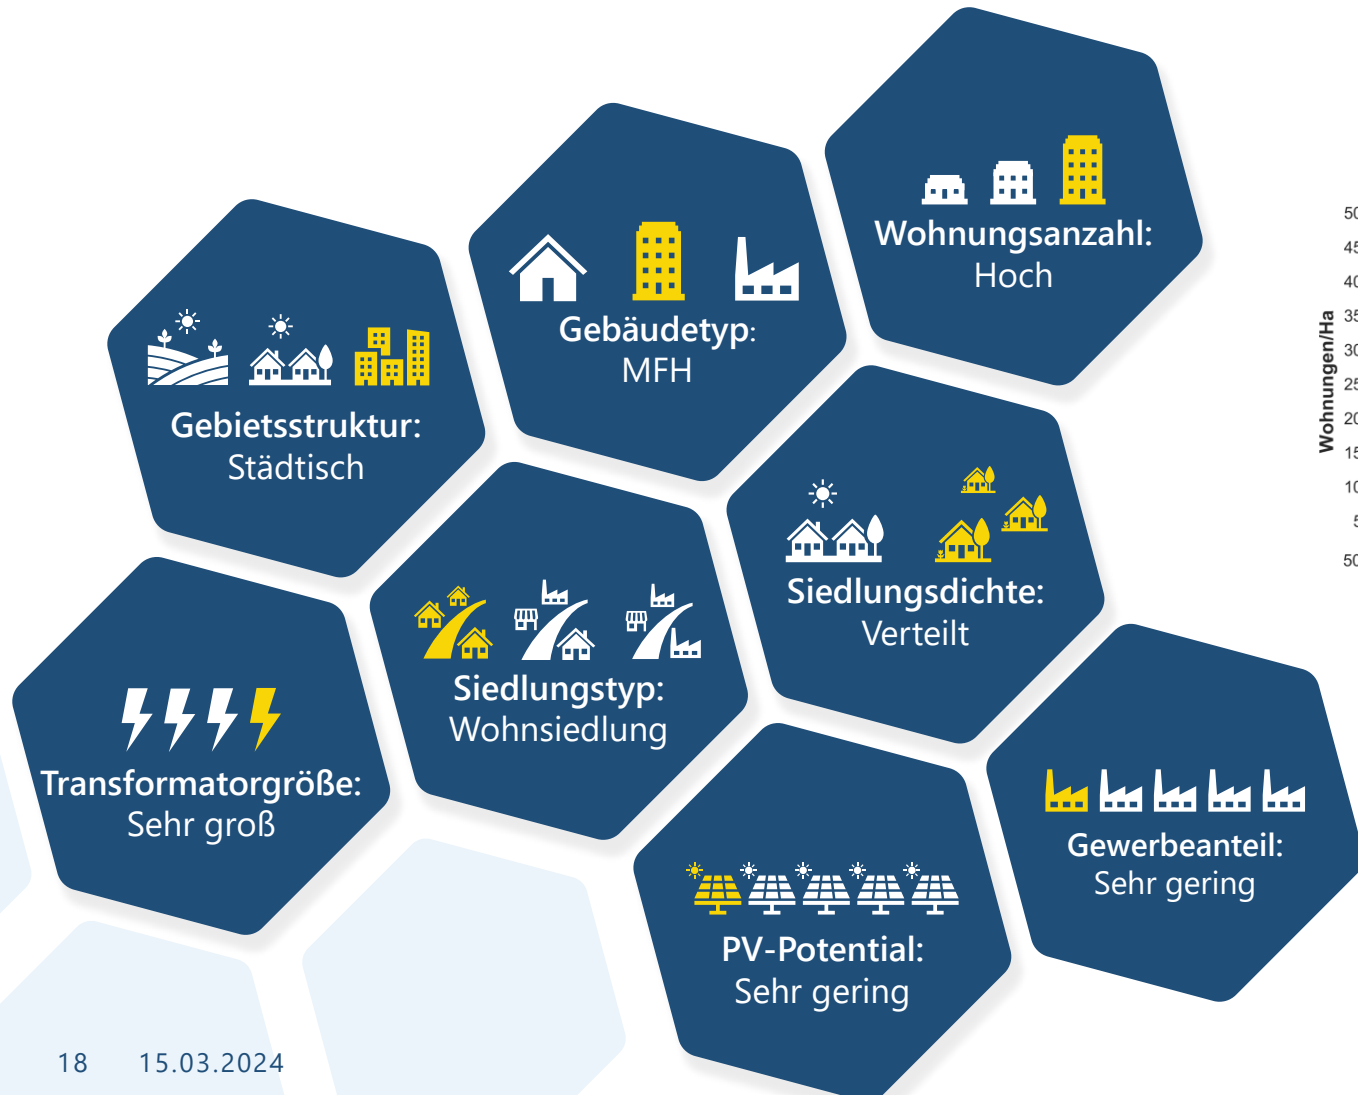 Wohnungsanzahl:
Hoch
Gebäudetyp:
MFH
Gebietsstruktur:
Städtisch
Siedlungsdichte:
Verteilt
Siedlungstyp:
Wohnsiedlung
Transformatorgröße:
Sehr groß
Gewerbeanteil:
Sehr gering
PV-Potential:
Sehr gering
Wohnungen/Ha
18 15.03.2024